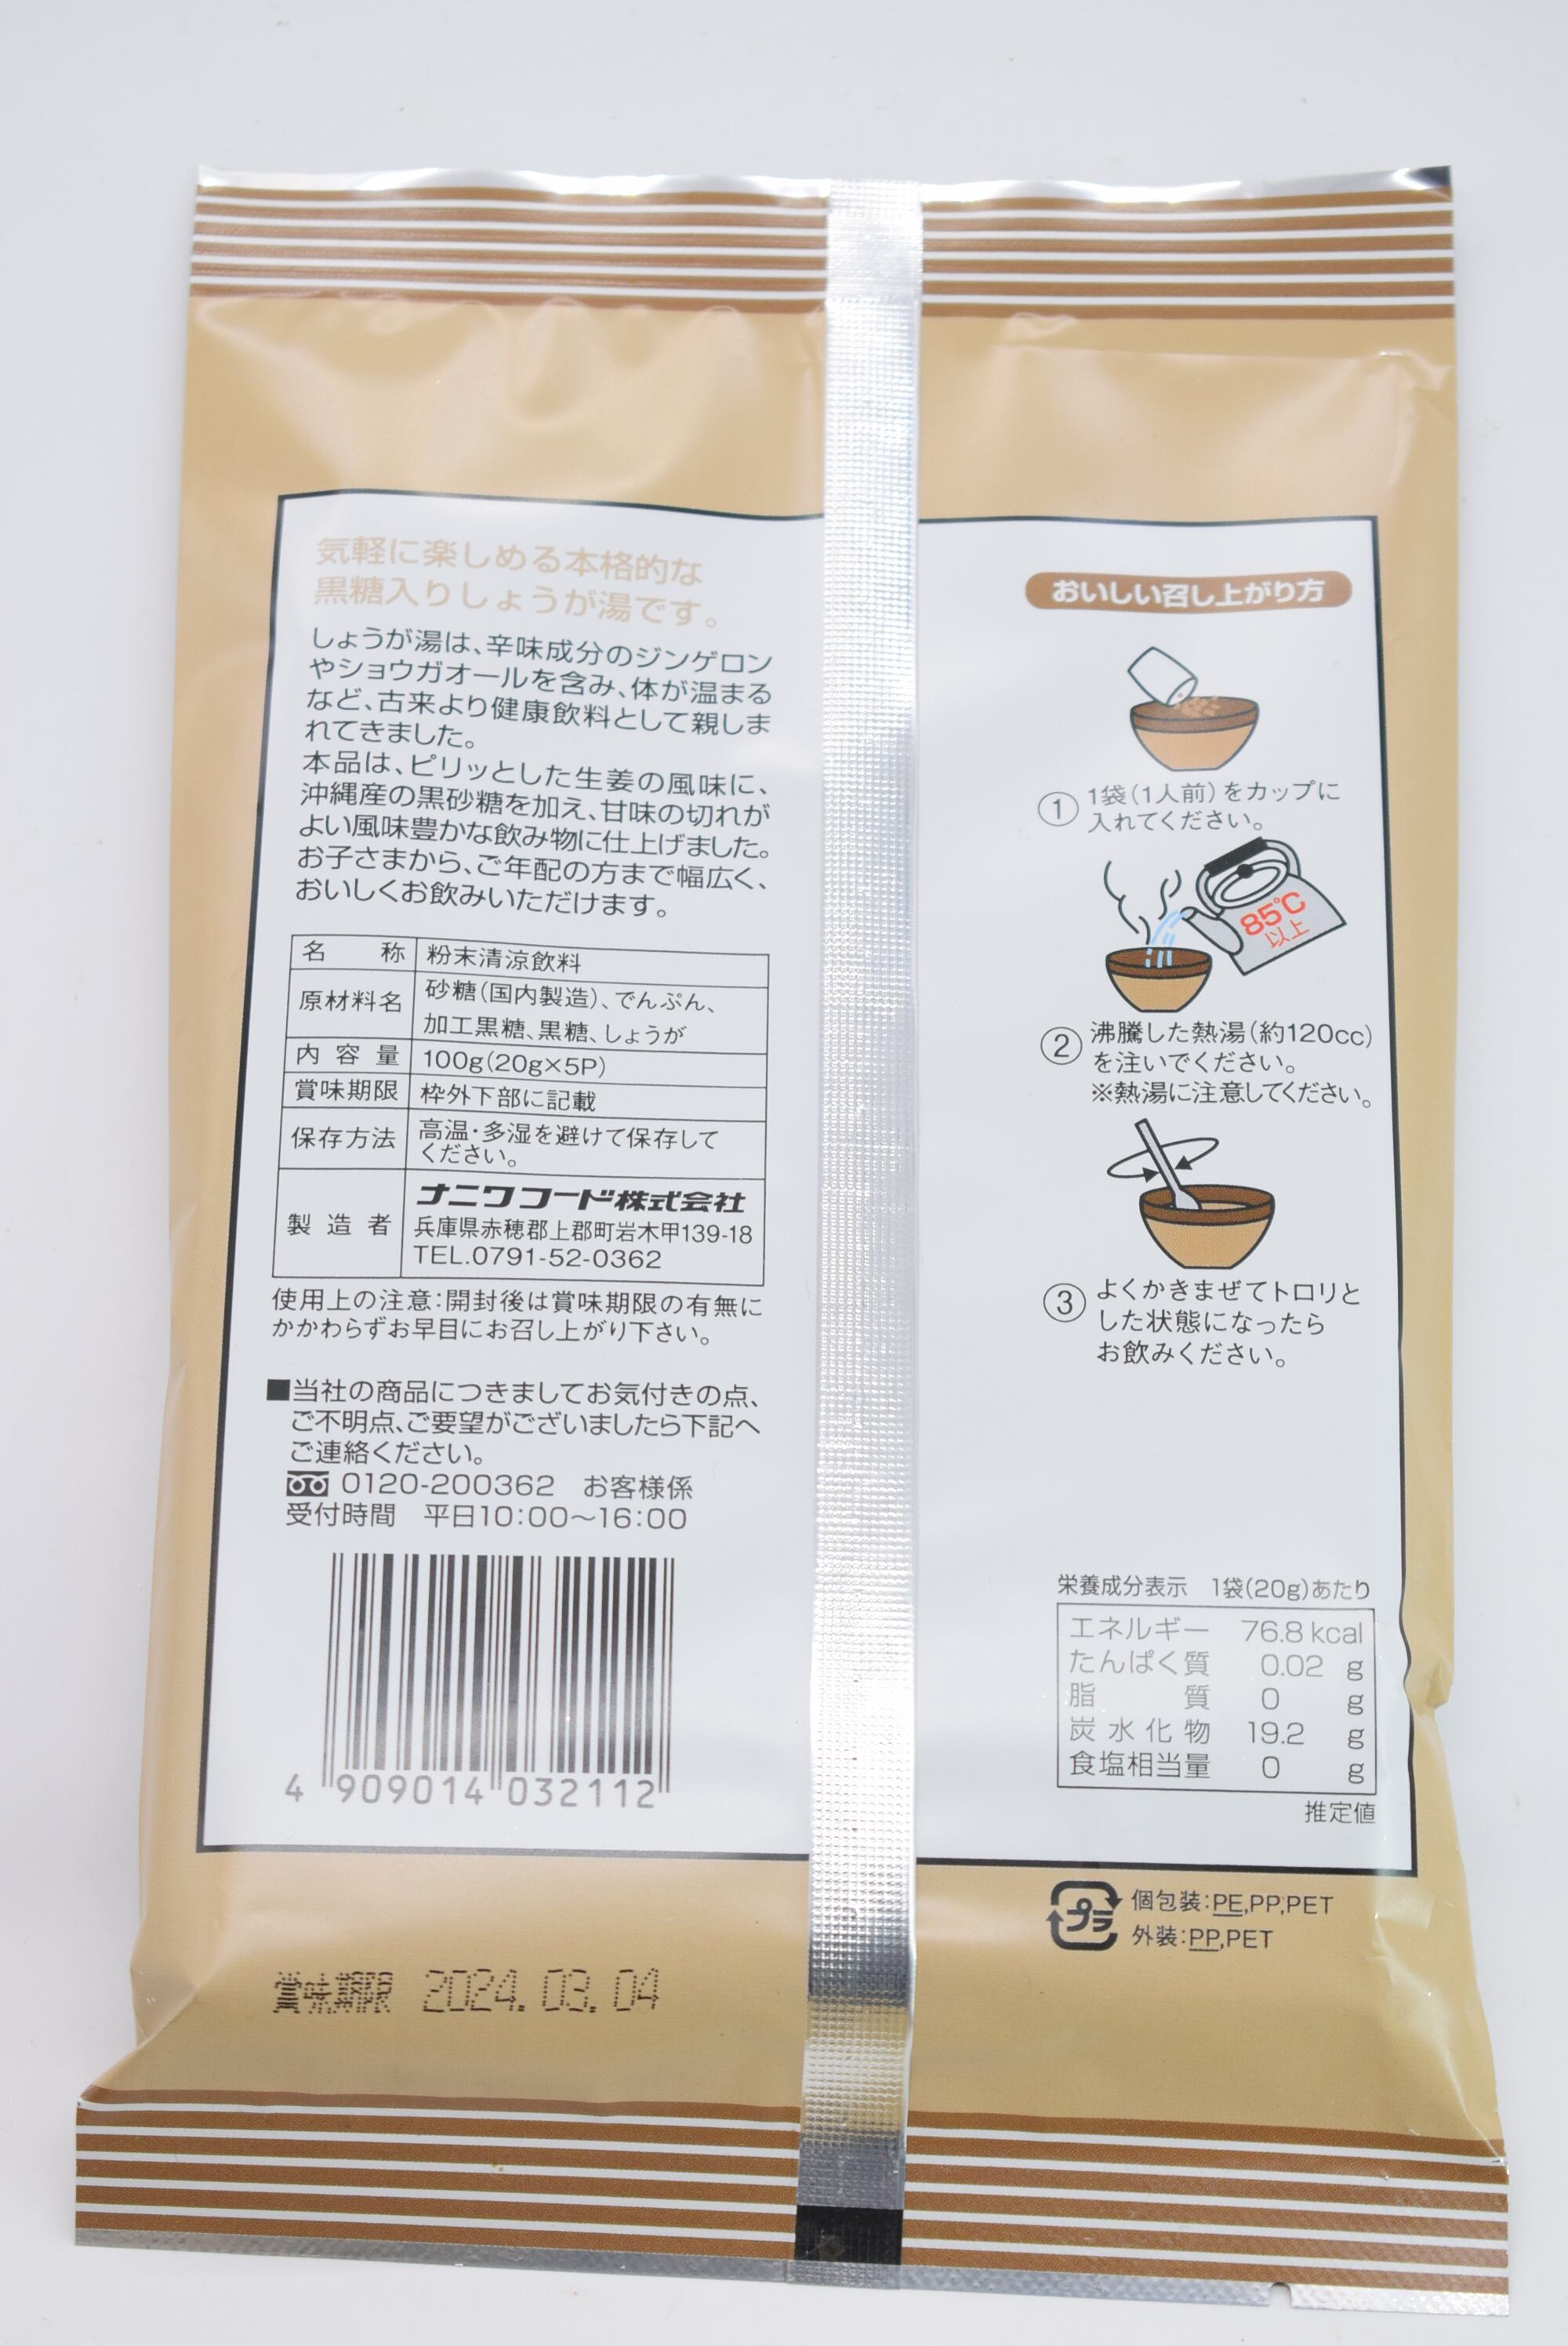 気軽に楽しめる本格的な
黒糖入りしょうが湯です。
しょうが湯は、辛味成分のジンゲロン
やショウガオールを含み、体が温まる
など、古来より健康飲料として親しま
れてきました。
本品は、ピリッとした生姜の風味に、
沖縄産の黒砂糖を加え、甘味の切れが
よい風味豊かな飲み物に仕上げました。
お子さまから、ご年配の方まで幅広く、
おいしくお飲みいただけます。
名称 粉末清涼飲料
原材料名 砂糖(国内製造)、でんぷん、
加工黒糖、黒糖、しょうが
内容量 100g(20g×5P)
賞味期限 枠外下部に記載
保存方法 高温・多湿を避けて保存して
ください。
製造者 ナニワフード株式会社
兵庫県赤穂郡上郡町岩木甲139-18
TEL.0791-52-0362
使用上の注意:開封後は賞味期限の有無に
かかわらずお早目にお召し上がり下さい。
■当社の商品につきましてお気付きの点、
ご不明点、ご要望がございましたら下記へ
ご連絡ください。
0120-200362 お客様係
受付時間 平日10:00〜16:00
4 909014 032112
賞味期限 2024.03.04
おいしい召し上がり方
① 1袋(1人前)をカップに
入れてください。
85℃
以上
② 沸騰した熱湯(約120cc)
を注いでください。
※熱湯に注意してください。
③ よくかきまぜてトロリと
した状態になったら
お飲みください。
栄養成分表示 1袋(20g)あたり
エネルギー 76.8 kcal
たんぱく質 0.02 g
脂質 0 g
炭水化物 19.2 g
食塩相当量 0 g
推定値
プラ 個包装:PE,PP,PET
外装:PP,PET